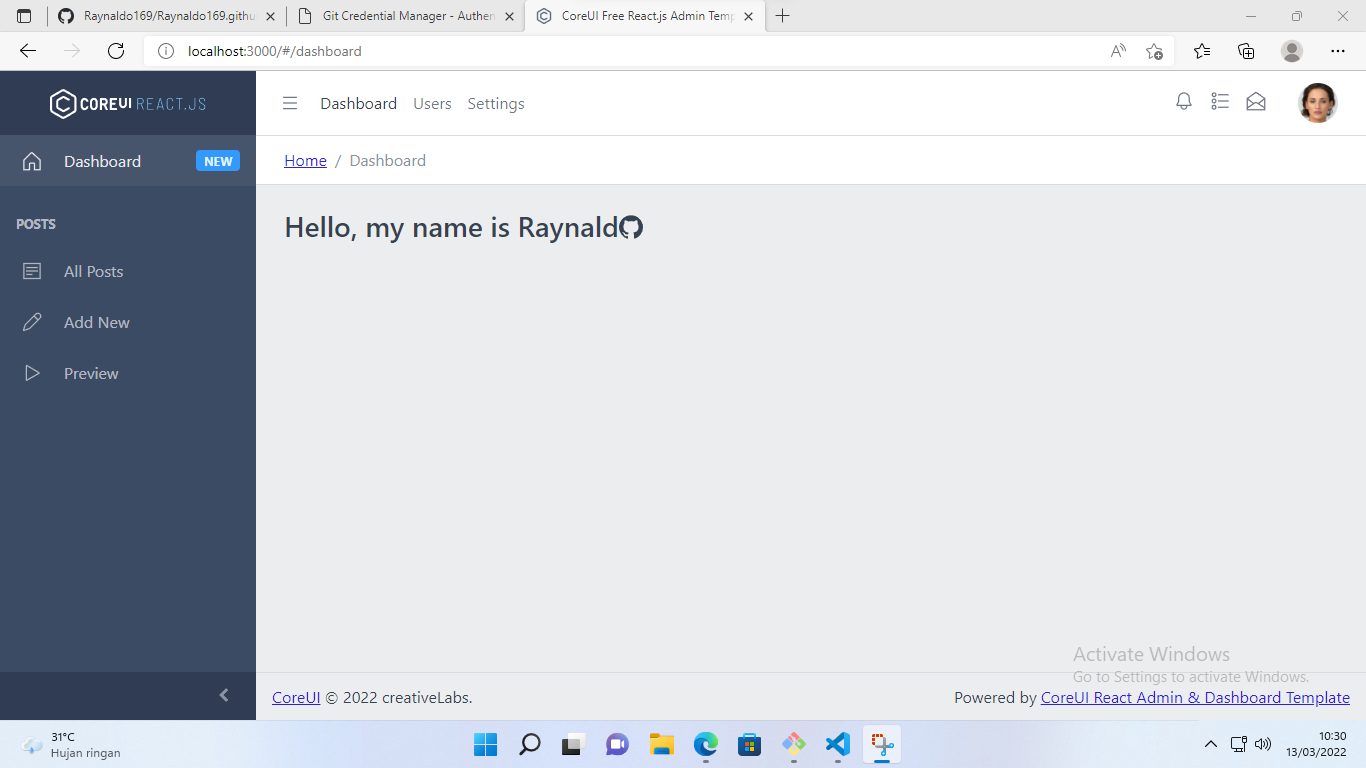 Raynaldo169/Raynaldo169.githu
Git Credential Manager - Authen
CoreUI Free React.js Admin Temp
localhost:3000/#/dashboard
COREUI REACT.JS
Dashboard Users Settings
Dashboard NEW
Home / Dashboard
POSTS
Hello, my name is Raynald
All Posts
Add New
Preview
Activate Windows
Go to Settings to activate Windows.
CoreUI © 2022 creativeLabs.
Powered by CoreUI React Admin & Dashboard Template
31°C
Hujan ringan
10:30
13/03/2022